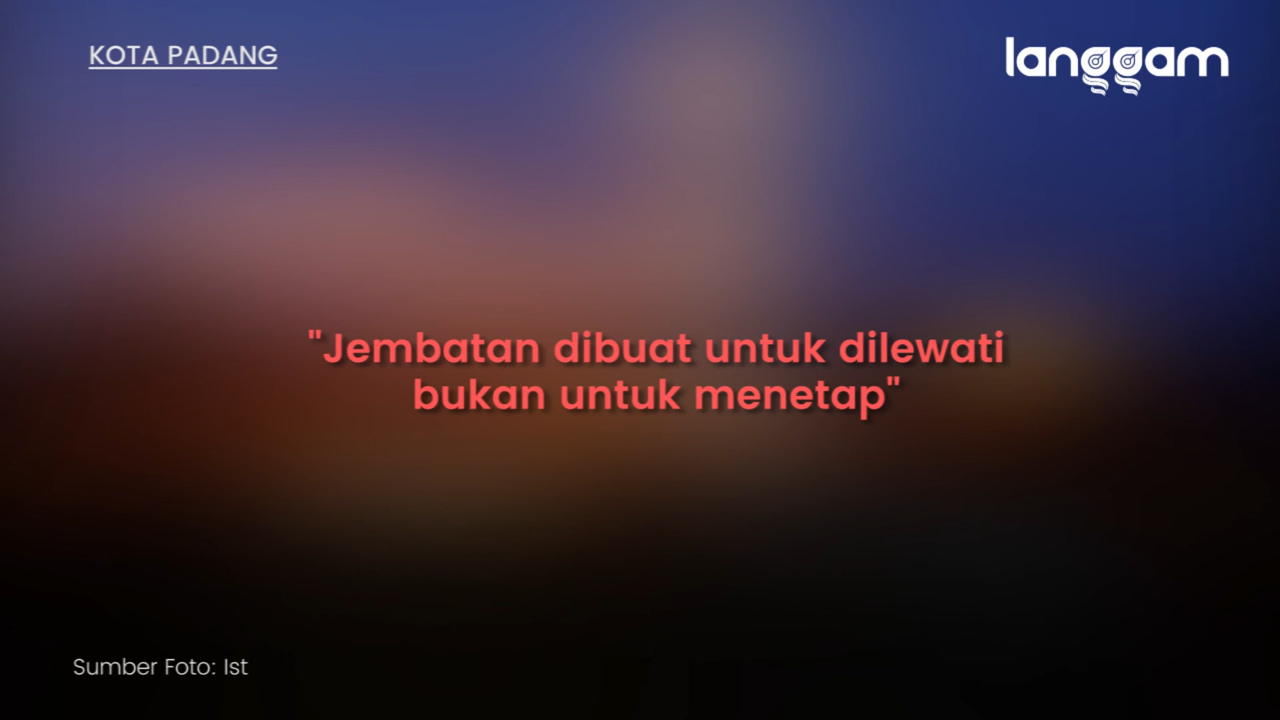 KOTA PADANG
langgam
"Jembatan dibuat untuk dilewati
bukan untuk menetap"
Sumber Foto: Ist